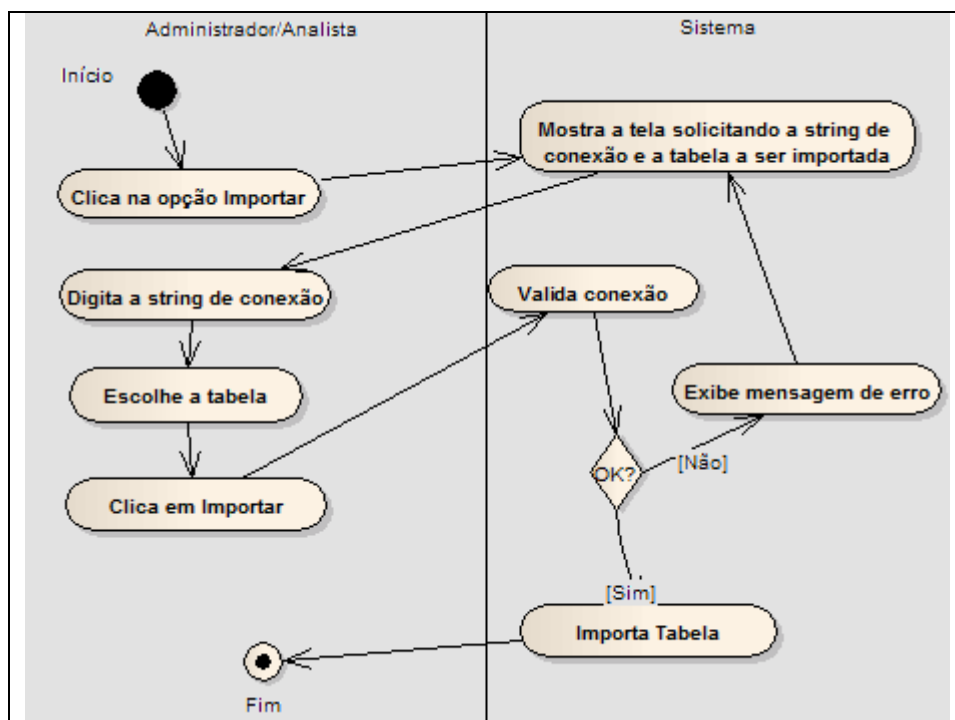 Administrador/Analista
Sistema
Início
Mostra a tela solicitando a string de
conexão e a tabela a ser importada
Clica na opção Importar
Digita a string de conexão
Valida conexão
Escolhe a tabela
Exibe mensagem de erro
OK?
[Não]
Clica em Importar
[Sim]
Importa Tabela
Fim